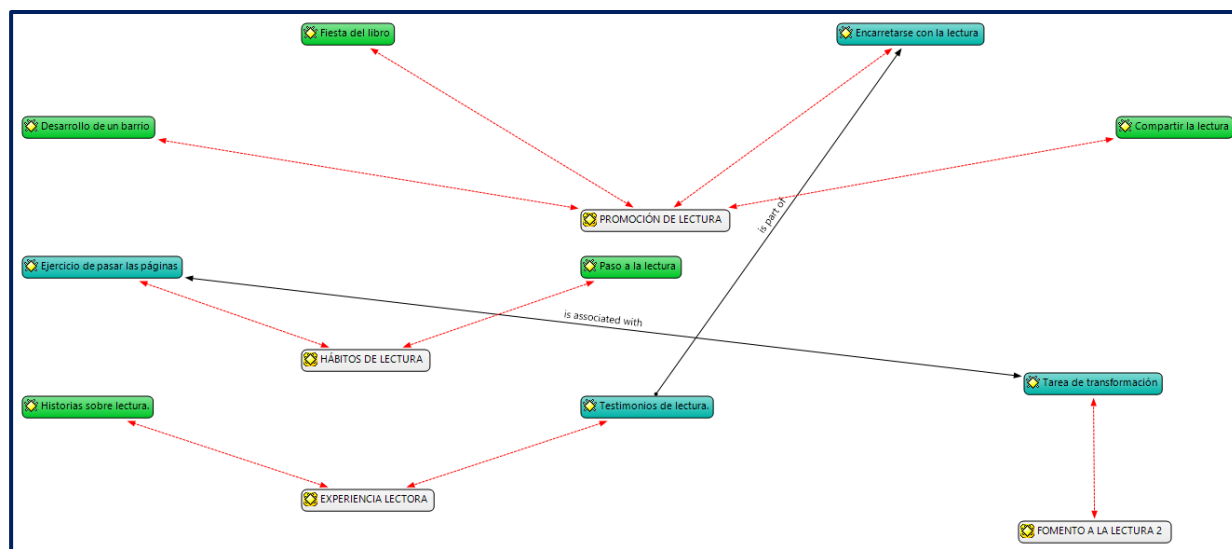 Fiesta del libro
Encarretarse con la lectura
Desarrollo de un barrio
Compartir la lectura
is part of
PROMOCIÓN DE LECTURA
Ejercicio de pasar las páginas
Paso a la lectura
is associated with
HÁBITOS DE LECTURA
Tarea de transformación
Historias sobre lectura.
Testimonios de lectura.
EXPERIENCIA LECTORA
FOMENTO A LA LECTURA 2